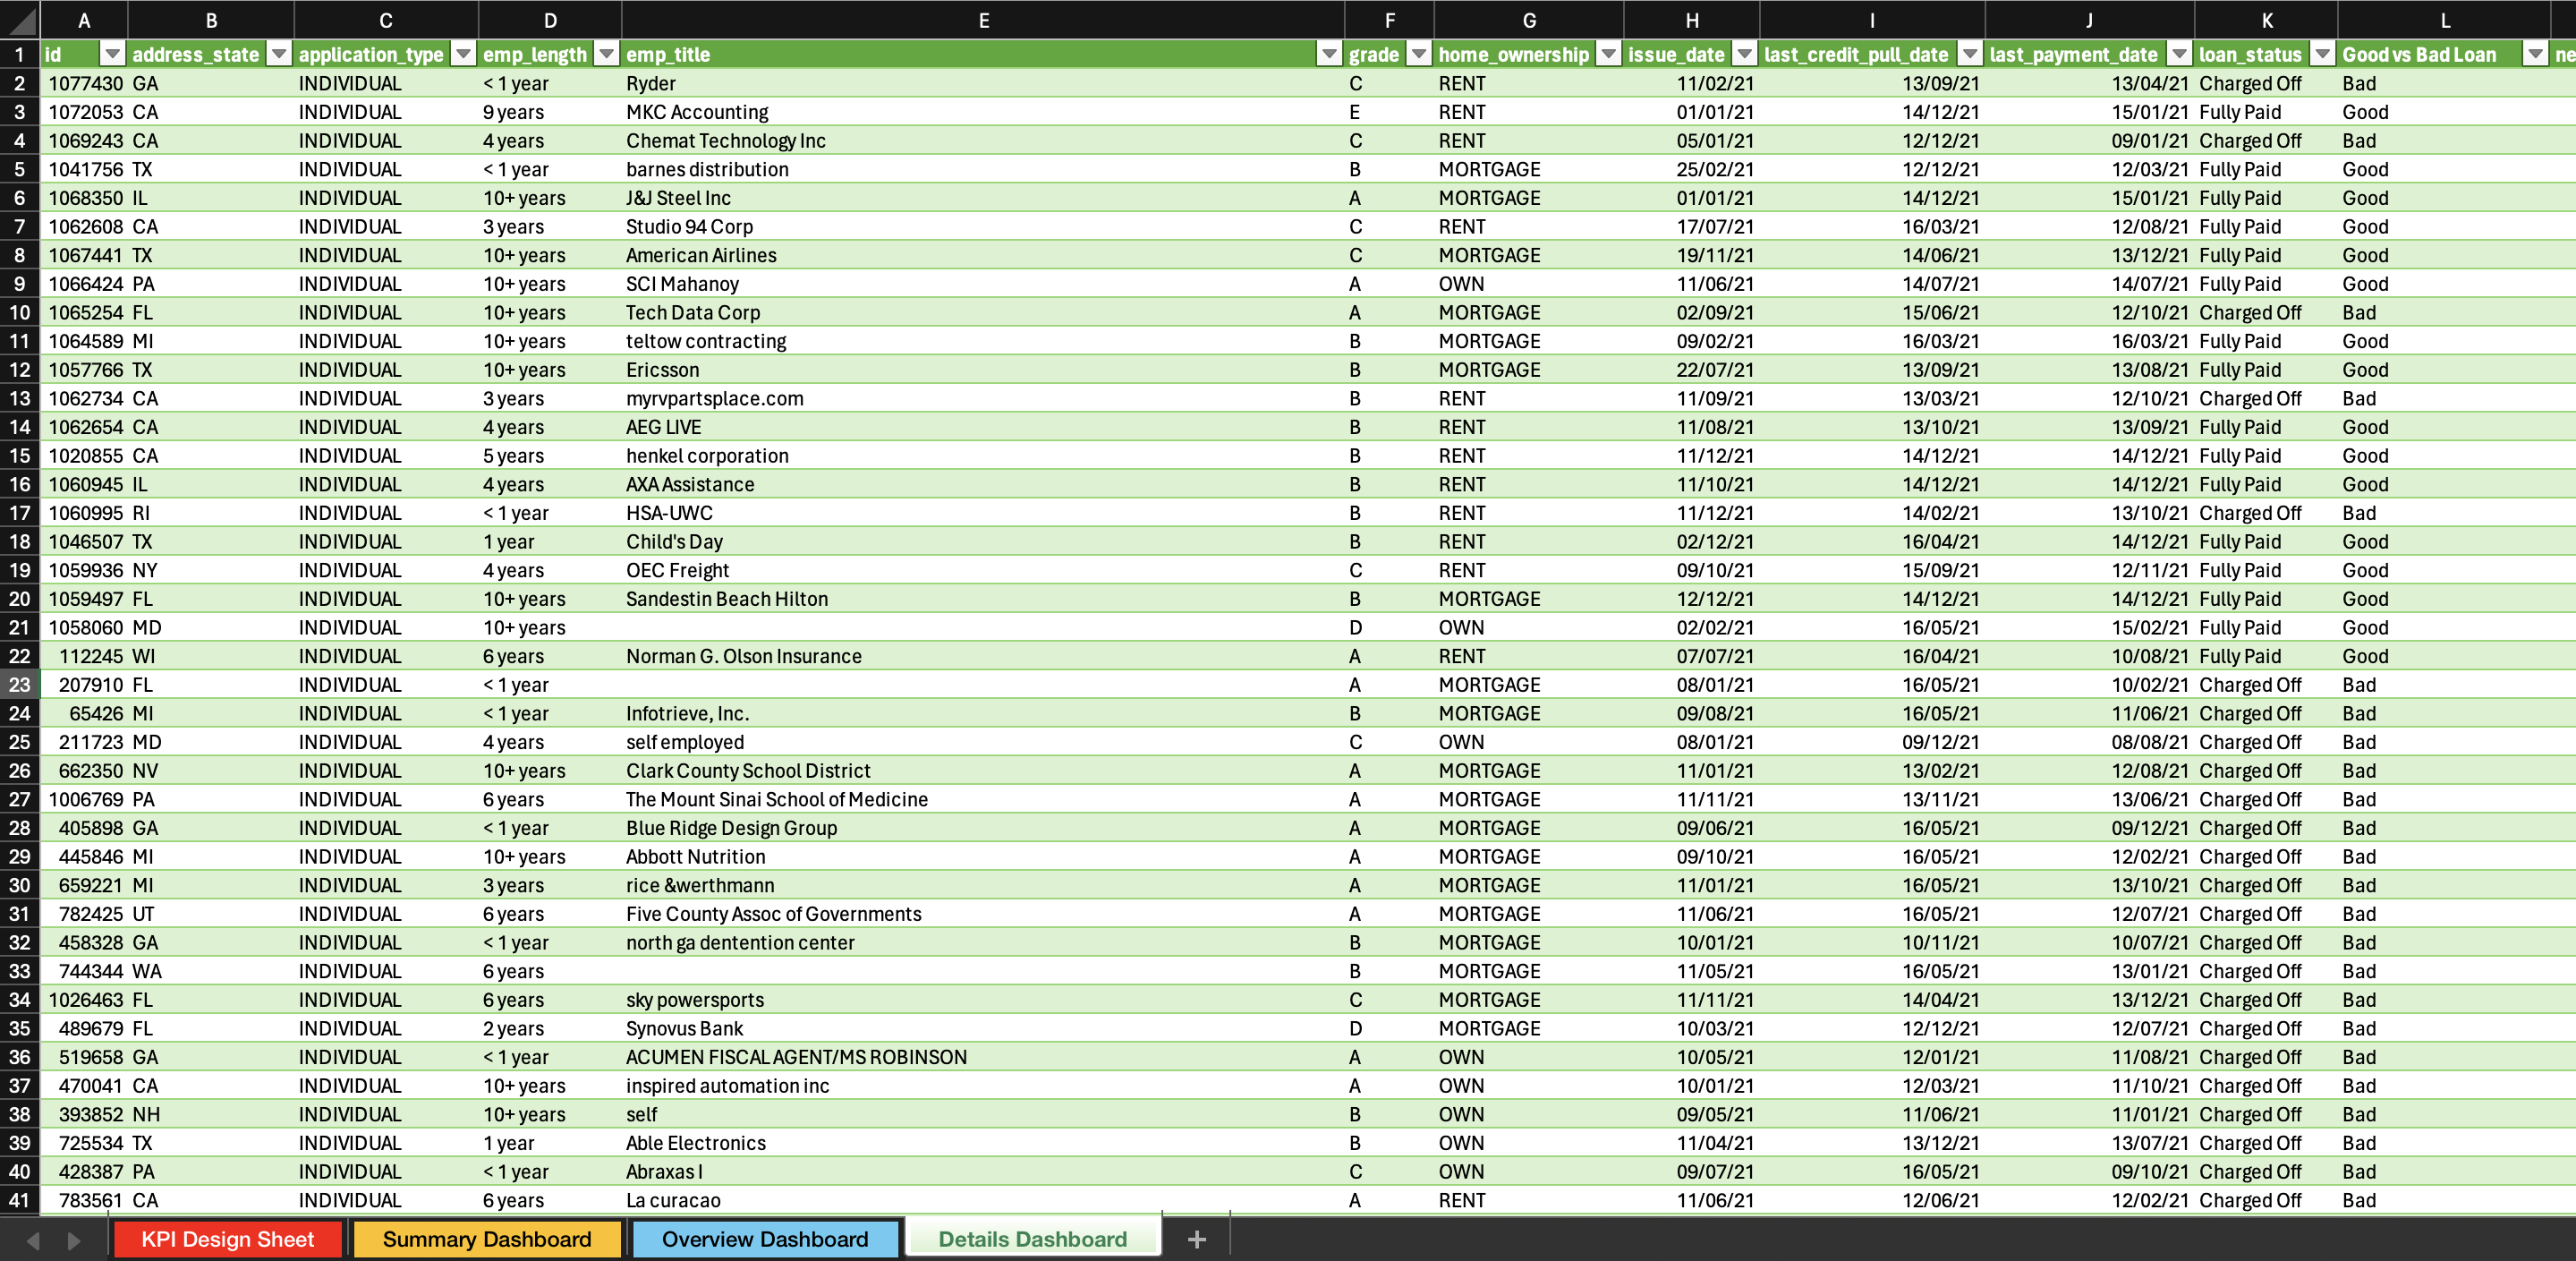 A B C D E F G H I J K L
1 id address_state application_type emp_length emp_title grade home_ownership issue_date last_credit_pull_date last_payment_date loan_status Good vs Bad Loan ne
2 1077430 GA INDIVIDUAL < 1 year Ryder C RENT 11/02/21 13/09/21 13/04/21 Charged Off Bad
3 1072053 CA INDIVIDUAL 9 years MKC Accounting E RENT 01/01/21 14/12/21 15/01/21 Fully Paid Good
4 1069243 CA INDIVIDUAL 4 years Chemat Technology Inc C RENT 05/01/21 12/12/21 09/01/21 Charged Off Bad
5 1041756 TX INDIVIDUAL < 1 year barnes distribution B MORTGAGE 25/02/21 12/12/21 12/03/21 Fully Paid Good
6 1068350 IL INDIVIDUAL 10+ years J&J Steel Inc A MORTGAGE 01/01/21 14/12/21 15/01/21 Fully Paid Good
7 1062608 CA INDIVIDUAL 3 years Studio 94 Corp C RENT 17/07/21 16/03/21 12/08/21 Fully Paid Good
8 1067441 TX INDIVIDUAL 10+ years American Airlines C MORTGAGE 19/11/21 14/06/21 13/12/21 Fully Paid Good
9 1066424 PA INDIVIDUAL 10+ years SCI Mahanoy A OWN 11/06/21 14/07/21 14/07/21 Fully Paid Good
10 1065254 FL INDIVIDUAL 10+ years Tech Data Corp A MORTGAGE 02/09/21 15/06/21 12/10/21 Charged Off Bad
11 1064589 MI INDIVIDUAL 10+ years teltow contracting B MORTGAGE 09/02/21 16/03/21 16/03/21 Fully Paid Good
12 1057766 TX INDIVIDUAL 10+ years Ericsson B MORTGAGE 22/07/21 13/09/21 13/08/21 Fully Paid Good
13 1062734 CA INDIVIDUAL 3 years myrvpartsplace.com B RENT 11/09/21 13/03/21 12/10/21 Charged Off Bad
14 1062654 CA INDIVIDUAL 4 years AEG LIVE B RENT 11/08/21 13/10/21 13/09/21 Fully Paid Good
15 1020855 CA INDIVIDUAL 5 years henkel corporation B RENT 11/12/21 14/12/21 14/12/21 Fully Paid Good
16 1060945 IL INDIVIDUAL 4 years AXA Assistance B RENT 11/10/21 14/12/21 14/12/21 Fully Paid Good
17 1060995 RI INDIVIDUAL < 1 year HSA-UWC B RENT 11/12/21 14/02/21 13/10/21 Charged Off Bad
18 1046507 TX INDIVIDUAL 1 year Child's Day B RENT 02/12/21 16/04/21 14/12/21 Fully Paid Good
19 1059936 NY INDIVIDUAL 4 years OEC Freight C RENT 09/10/21 15/09/21 12/11/21 Fully Paid Good
20 1059497 FL INDIVIDUAL 10+ years Sandestin Beach Hilton B MORTGAGE 12/12/21 14/12/21 14/12/21 Fully Paid Good
21 1058060 MD INDIVIDUAL 10+ years D OWN 02/02/21 16/05/21 15/02/21 Fully Paid Good
22 112245 WI INDIVIDUAL 6 years Norman G. Olson Insurance A RENT 07/07/21 16/04/21 10/08/21 Fully Paid Good
23 207910 FL INDIVIDUAL < 1 year A MORTGAGE 08/01/21 16/05/21 10/02/21 Charged Off Bad
24 65426 MI INDIVIDUAL < 1 year Infotrieve, Inc. B MORTGAGE 09/08/21 16/05/21 11/06/21 Charged Off Bad
25 211723 MD INDIVIDUAL 4 years self employed C OWN 08/01/21 09/12/21 08/08/21 Charged Off Bad
26 662350 NV INDIVIDUAL 10+ years Clark County School District A MORTGAGE 11/01/21 13/02/21 12/08/21 Charged Off Bad
27 1006769 PA INDIVIDUAL 6 years The Mount Sinai School of Medicine A MORTGAGE 11/11/21 13/11/21 13/06/21 Charged Off Bad
28 405898 GA INDIVIDUAL < 1 year Blue Ridge Design Group A MORTGAGE 09/06/21 16/05/21 09/12/21 Charged Off Bad
29 445846 MI INDIVIDUAL 10+ years Abbott Nutrition A MORTGAGE 09/10/21 16/05/21 12/02/21 Charged Off Bad
30 659221 MI INDIVIDUAL 3 years rice &werthmann A MORTGAGE 11/01/21 16/05/21 13/10/21 Charged Off Bad
31 782425 UT INDIVIDUAL 6 years Five County Assoc of Governments A MORTGAGE 11/06/21 16/05/21 12/07/21 Charged Off Bad
32 458328 GA INDIVIDUAL < 1 year north ga dentention center B MORTGAGE 10/01/21 10/11/21 10/07/21 Charged Off Bad
33 744344 WA INDIVIDUAL 6 years B MORTGAGE 11/05/21 16/05/21 13/01/21 Charged Off Bad
34 1026463 FL INDIVIDUAL 6 years sky powersports C MORTGAGE 11/11/21 14/04/21 13/12/21 Charged Off Bad
35 489679 FL INDIVIDUAL 2 years Synovus Bank D MORTGAGE 10/03/21 12/12/21 12/07/21 Charged Off Bad
36 519658 GA INDIVIDUAL < 1 year ACUMEN FISCAL AGENT/MS ROBINSON A OWN 10/05/21 12/01/21 11/08/21 Charged Off Bad
37 470041 CA INDIVIDUAL 10+ years inspired automation inc A OWN 10/01/21 12/03/21 11/10/21 Charged Off Bad
38 393852 NH INDIVIDUAL 10+ years self B OWN 09/05/21 11/06/21 11/01/21 Charged Off Bad
39 725534 TX INDIVIDUAL 1 year Able Electronics B OWN 11/04/21 13/12/21 13/07/21 Charged Off Bad
40 428387 PA INDIVIDUAL < 1 year Abraxas I C OWN 09/07/21 16/05/21 09/10/21 Charged Off Bad
41 783561 CA INDIVIDUAL 6 years La curacao A RENT 11/06/21 12/06/21 12/02/21 Charged Off Bad
KPI Design Sheet Summary Dashboard Overview Dashboard Details Dashboard +